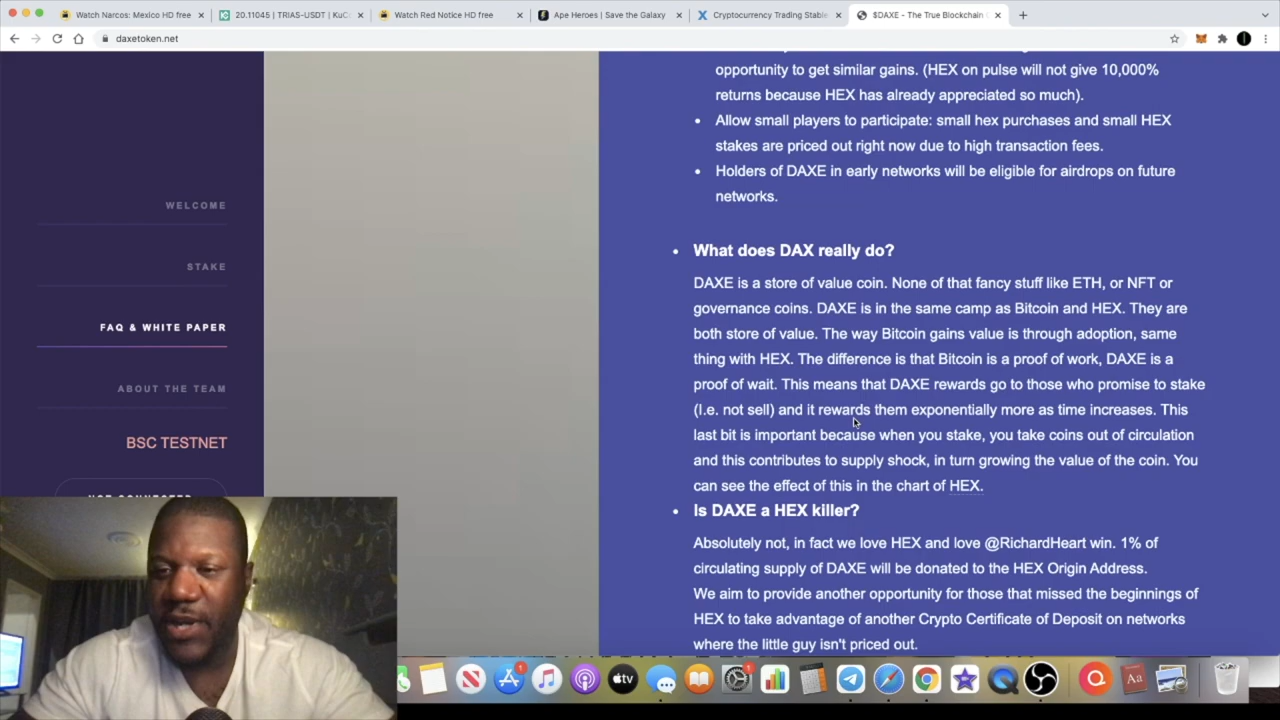 Watch Narcos: Mexico HD free
20.11045 | TRIAS-USDT | KuC
Watch Red Notice HD free
Ape Heroes | Save the Galaxy
Cryptocurrency Trading Stable
$DAXE - The True Blockchain
daxetoken.net
WELCOME
STAKE
FAQ & WHITE PAPER
ABOUT THE TEAM
BSC TESTNET
NOT CONNECTED
opportunity to get similar gains. (HEX on pulse will not give 10,000%
returns because HEX has already appreciated so much).
• Allow small players to participate: small hex purchases and small HEX
stakes are priced out right now due to high transaction fees.
• Holders of DAXE in early networks will be eligible for airdrops on future
networks.
• What does DAX really do?
DAXE is a store of value coin. None of that fancy stuff like ETH, or NFT or
governance coins. DAXE is in the same camp as Bitcoin and HEX. They are
both store of value. The way Bitcoin gains value is through adoption, same
thing with HEX. The difference is that Bitcoin is a proof of work, DAXE is a
proof of wait. This means that DAXE rewards go to those who promise to stake
(I.e. not sell) and it rewards them exponentially more as time increases. This
last bit is important because when you stake, you take coins out of circulation
and this contributes to supply shock, in turn growing the value of the coin. You
can see the effect of this in the chart of HEX.
• Is DAXE a HEX killer?
Absolutely not, in fact we love HEX and love @RichardHeart win. 1% of
circulating supply of DAXE will be donated to the HEX Origin Address.
We aim to provide another opportunity for those that missed the beginnings of
HEX to take advantage of another Crypto Certificate of Deposit on networks
where the little guy isn't priced out.
tv